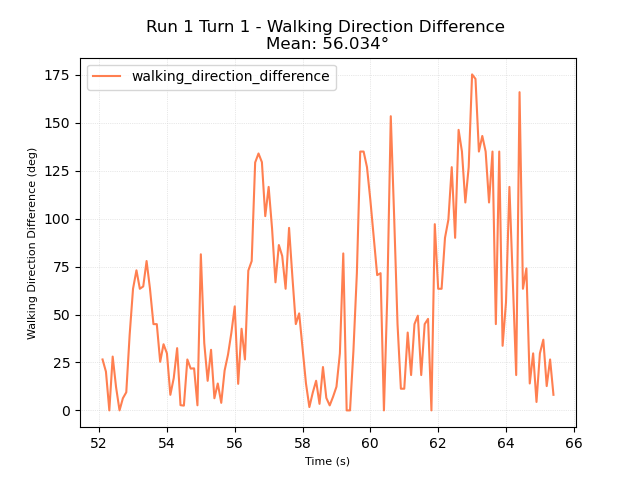 Run 1 Turn 1 - Walking Direction Difference
Mean: 56.034°
walking_direction_difference
175
150
125
100
75
50
25
0
Walking Direction Difference (deg)
52 54 56 58 60 62 64 66
Time (s)